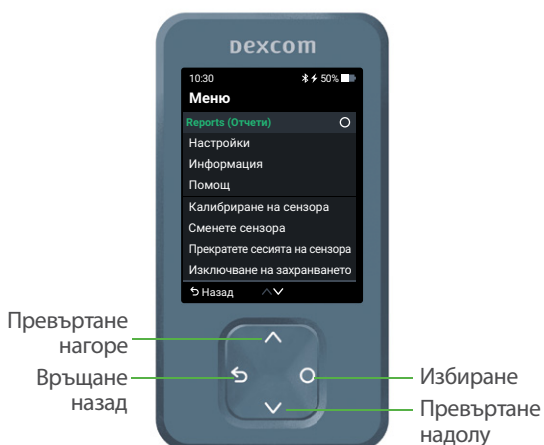 Dexcom
10:30 50%
Меню
Reports (Отчети)
Настройки
Информация
Помощ
Калибриране на сензора
Сменете сензора
Прекратете сесията на сензора
Изключване на захранването
Назад
Превъртане
нагоре
Връщане
назад
Избиране
Превъртане
надолу